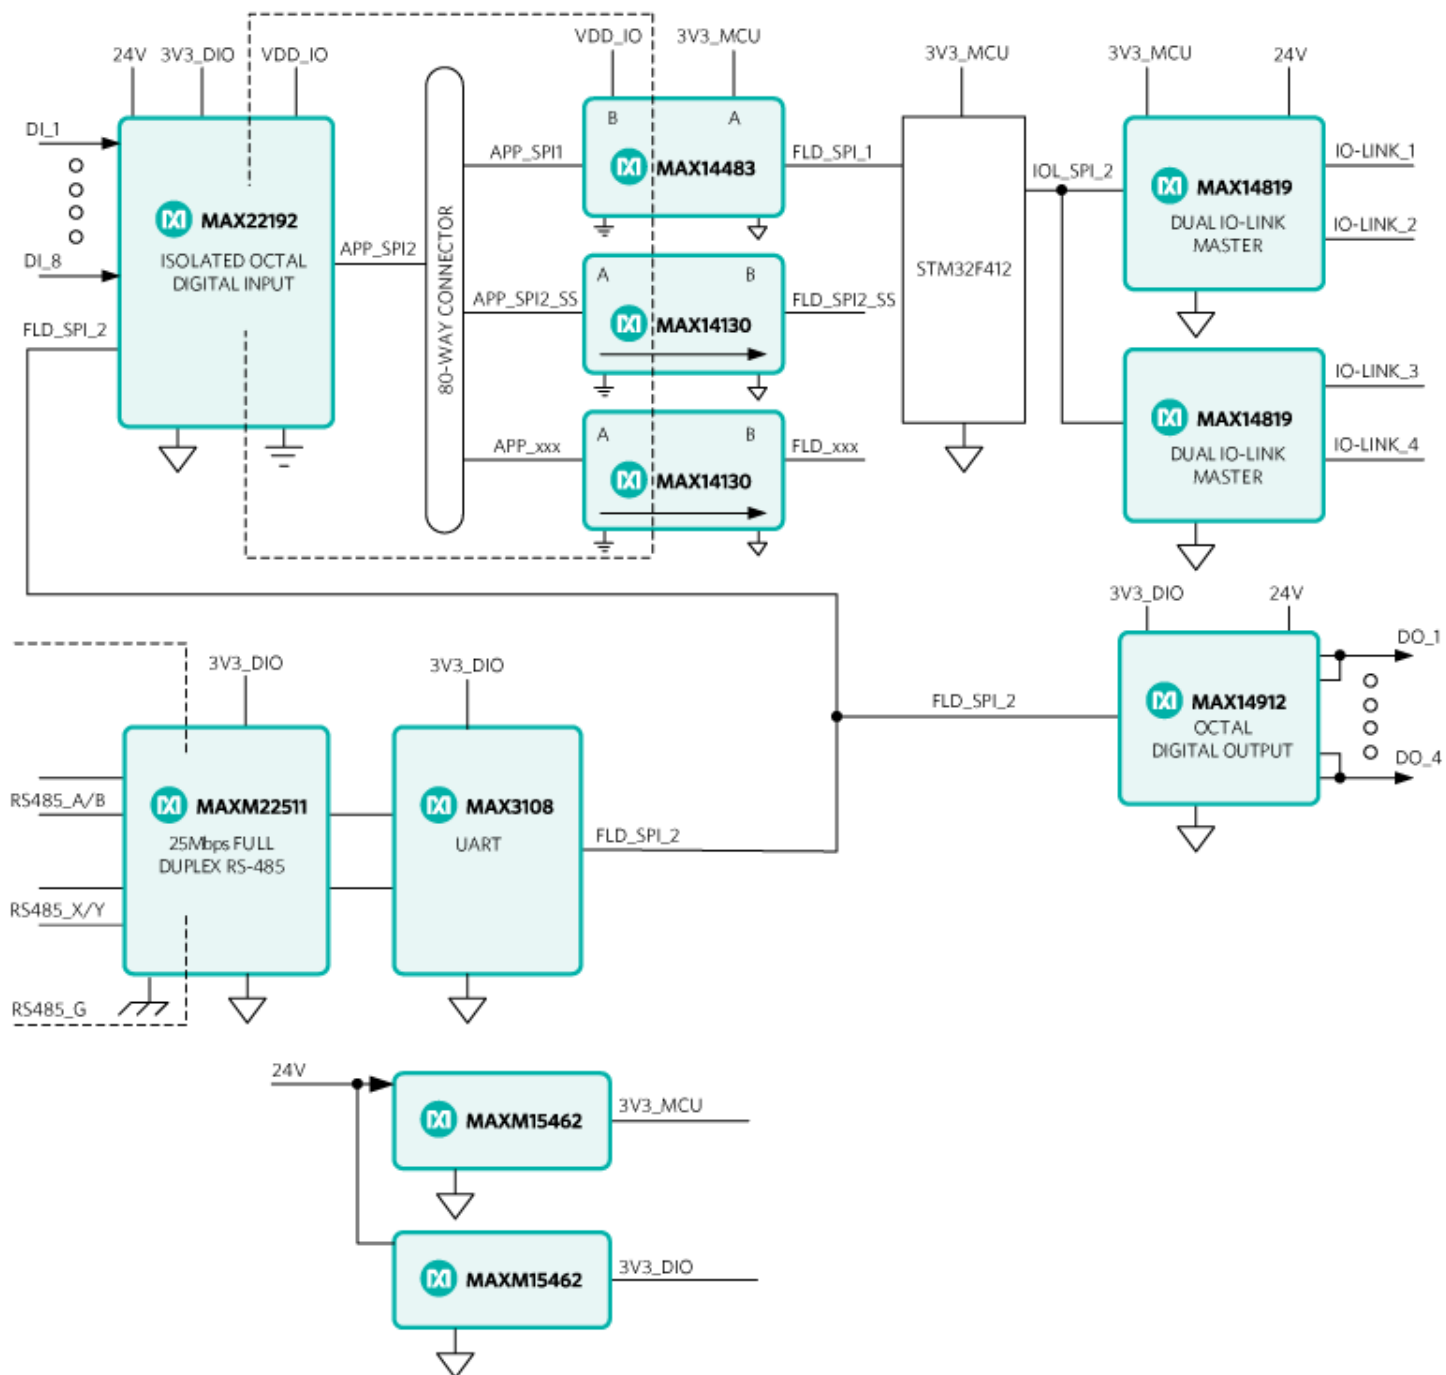 24V
3V3_DIO
VDD_IO
DI_1
DI_8
FLD_SPI_2
MAX22192
ISOLATED OCTAL
DIGITAL INPUT
APP_SPI2
80-WAY CONNECTOR
APP_SPI1
APP_SPI2_SS
APP_xxx
VDD_IO
3V3_MCU
B
A
MAX14483
FLD_SPI_1
A
B
MAX14130
FLD_SPI2_SS
A
B
MAX14130
FLD_xxx
3V3_MCU
STM32F412
IOL_SPI_2
3V3_MCU
24V
MAX14819
DUAL IO-LINK
MASTER
IO-LINK_1
IO-LINK_2
MAX14819
DUAL IO-LINK
MASTER
IO-LINK_3
IO-LINK_4
3V3_DIO
24V
FLD_SPI_2
MAX14912
OCTAL
DIGITAL OUTPUT
DO_1
DO_4
3V3_DIO
RS485_A/B
RS485_X/Y
RS485_G
MAXM22511
25Mbps FULL
DUPLEX RS-485
3V3_DIO
MAX3108
UART
FLD_SPI_2
24V
MAXM15462
3V3_MCU
MAXM15462
3V3_DIO